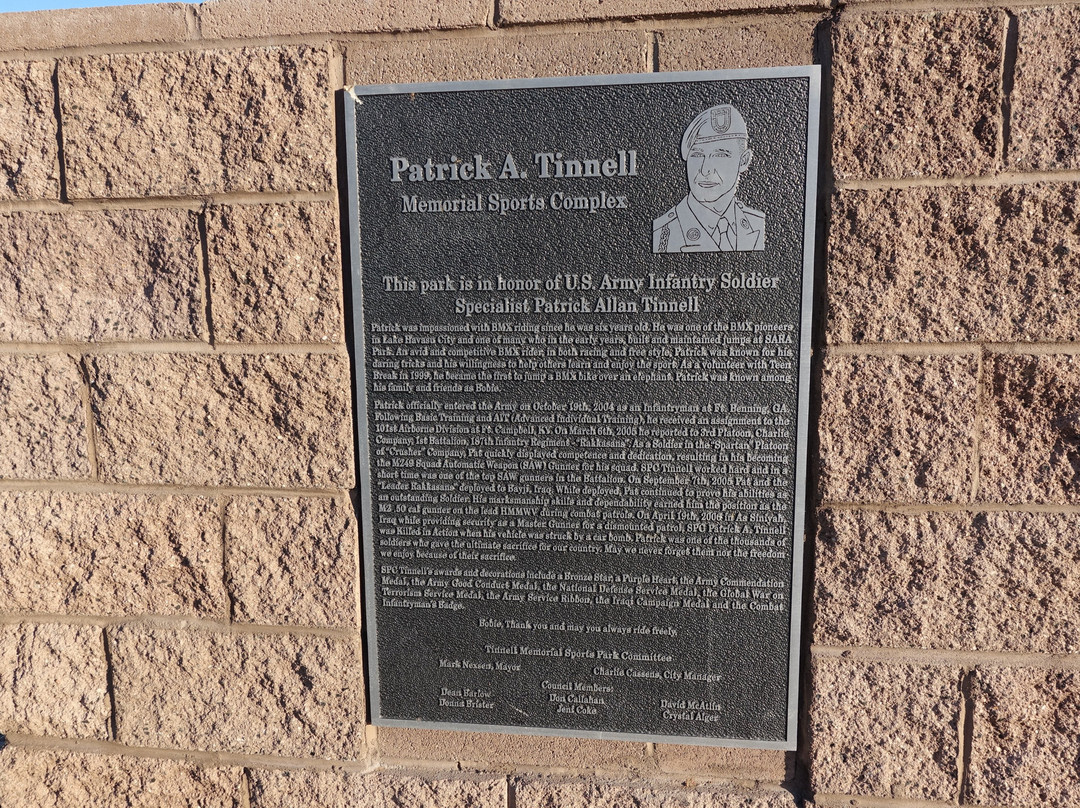 Patrick A. Tinnell
Memorial Sports Complex
This park is in honor of U.S. Army Infantry Soldier
Specialist Patrick Allan Tinnell
Patrick was impassioned with BMX riding since he was six years old. He was one of the BMX pioneers
in Lake Havasu City and one of many who in the early years, built and maintained jumps at SARA
Park. An avid and competitive BMX rider, in both racing and free style, Patrick was known for his
daring tricks and his willingness to help others learn and enjoy the sport. As a volunteer with Teen
Break in 1999, he became the first to jump a BMX bike over an elephant. Patrick was known among
his family and friends as Bobie.
Patrick officially entered the Army on October 19th, 2004 as an Infantryman at Ft. Benning, GA.
Following Basic Training and AIT (Advanced Individual Training), he received an assignment to the
101st Airborne Division at Ft. Campbell, KY. On March 6th, 2005 he reported to 3rd Platoon, Charlie
Company, 1st Battalion, 187th Infantry Regiment - "Rakkasans". As a Soldier in the "Spartan" Platoon
of "Crusher" Company, Pat quickly displayed competence and dedication, resulting in his becoming
the M249 Squad Automatic Weapon (SAW) Gunner for his squad. SPC Tinnell worked hard and in a
short time was one of the top SAW gunners in the Battalion. On September 7th, 2005 Pat and the
"Leader Rakkasans" deployed to Bayji, Iraq. While deployed, Pat continued to prove his abilities as
an outstanding Soldier. His marksmanship skills and dependability earned him the position as the
M2 .50 cal gunner on the lead HMMWV during combat patrols. On April 19th, 2006 in As Siniyah,
Iraq while providing security as a Master Gunner for a dismounted patrol, SPC Patrick A. Tinnell
was Killed in Action when his vehicle was struck by a car bomb. Patrick was one of the thousands of
soldiers who gave the ultimate sacrifice for our country. May we never forget them nor the freedom
we enjoy because of their sacrifice.
SPC Tinnell's awards and decorations include a Bronze Star, a Purple Heart, the Army Commendation
Medal, the Army Good Conduct Medal, the National Defense Service Medal, the Global War on
Terrorism Service Medal, the Army Service Ribbon, the Iraqi Campaign Medal and the Combat
Infantryman's Badge.
Bobie, Thank you and may you always ride freely.
Tinnell Memorial Sports Park Committee
Mark Nexsen, Mayor Charlie Cassens, City Manager
Council Members:
Dean Barlow Don Callahan David McAtlin
Donna Brister Jeni Coke Crystal Alger